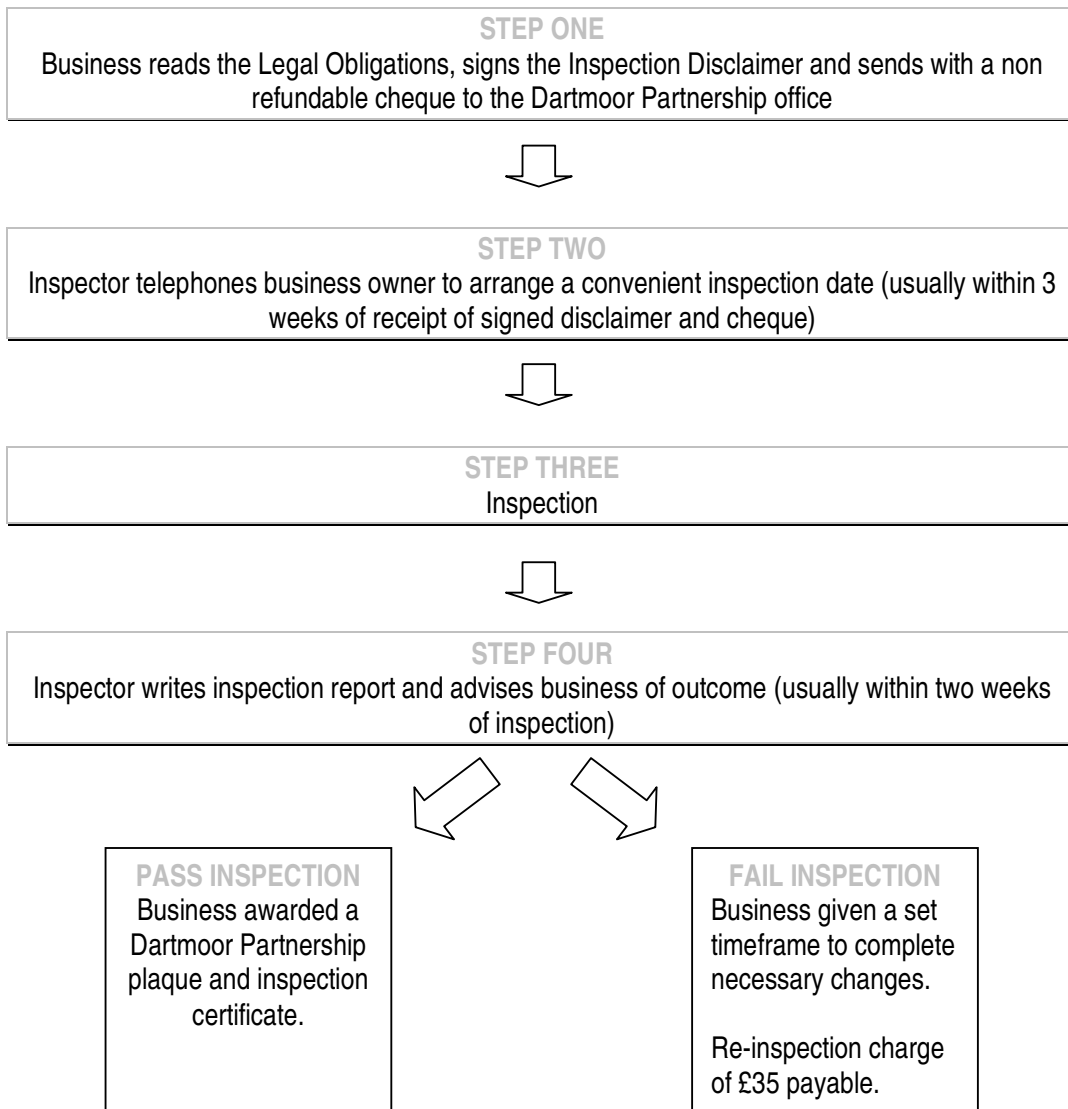 STEP ONE
Business reads the Legal Obligations, signs the Inspection Disclaimer and sends with a non
refundable cheque to the Dartmoor Partnership office
STEP TWO
Inspector telephones business owner to arrange a convenient inspection date (usually within 3
weeks of receipt of signed disclaimer and cheque)
STEP THREE
Inspection
STEP FOUR
Inspector writes inspection report and advises business of outcome (usually within two weeks
of inspection)
PASS INSPECTION
Business awarded a
Dartmoor Partnership
plaque and inspection
certificate.
FAIL INSPECTION
Business given a set
timeframe to complete
necessary changes.
Re-inspection charge
of £35 payable.